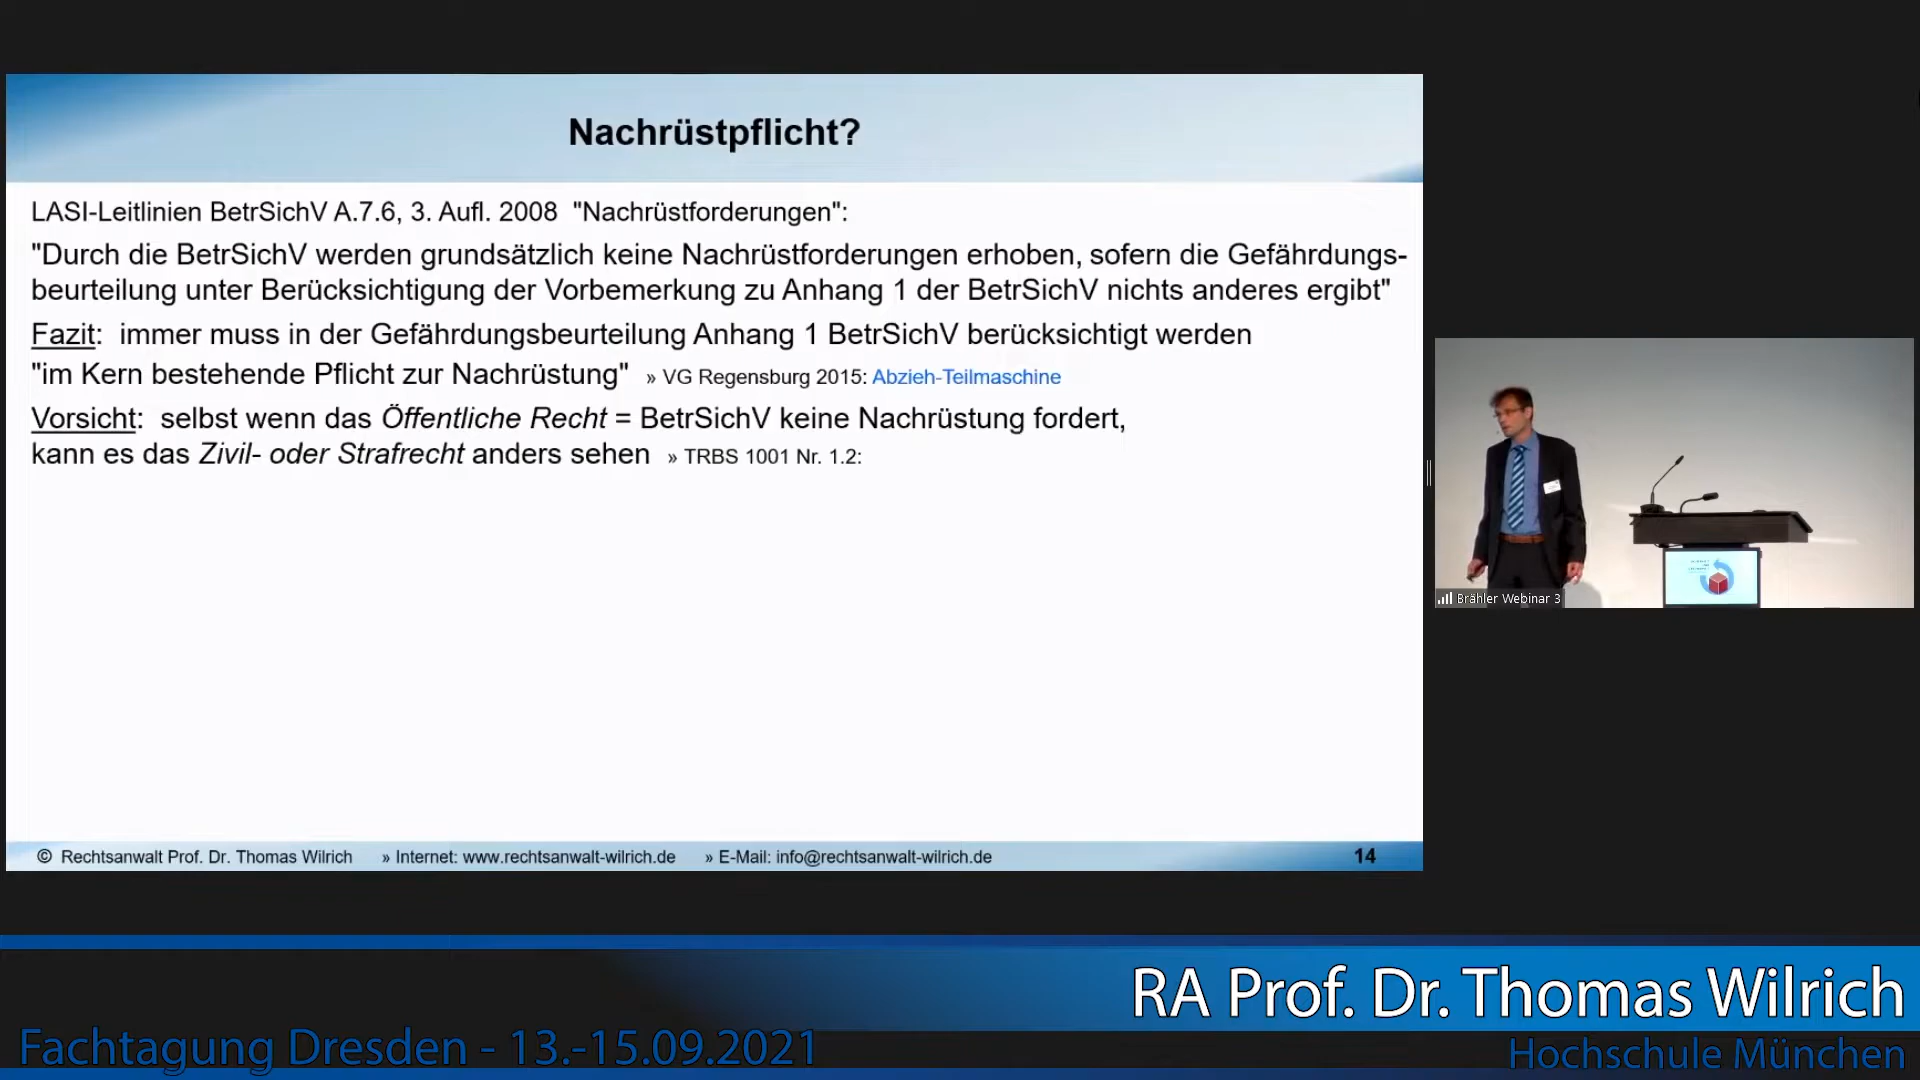 Nachrüstpflicht?
LASI-Leitlinien BetrSichV A.7.6, 3. Aufl. 2008 "Nachrüstforderungen":
"Durch die BetrSichV werden grundsätzlich keine Nachrüstforderungen erhoben, sofern die Gefährdungs-
beurteilung unter Berücksichtigung der Vorbemerkung zu Anhang 1 der BetrSichV nichts anderes ergibt"
Fazit: immer muss in der Gefährdungsbeurteilung Anhang 1 BetrSichV berücksichtigt werden
"im Kern bestehende Pflicht zur Nachrüstung" » VG Regensburg 2015: Abzieh-Teilmaschine
Vorsicht: selbst wenn das Öffentliche Recht = BetrSichV keine Nachrüstung fordert,
kann es das Zivil- oder Strafrecht anders sehen » TRBS 1001 Nr. 1.2:
© Rechtsanwalt Prof. Dr. Thomas Wilrich » Internet: www.rechtsanwalt-wilrich.de » E-Mail: info@rechtsanwalt-wilrich.de 14
Brähler Webinar 3
RA Prof. Dr. Thomas Wilrich
Fachtagung Dresden - 13.-15.09.2021
Hochschule München